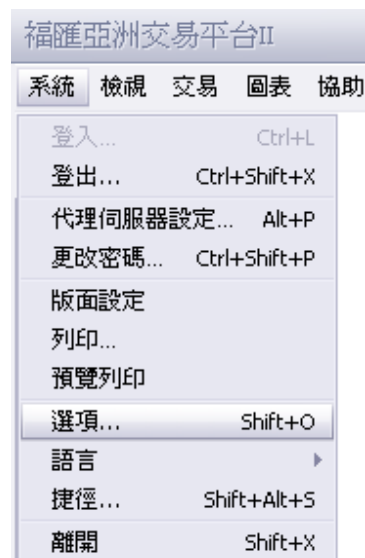 福匯亞洲交易平台II
系統 檢視 交易 圖表 協助
登入... Ctrl+L
登出... Ctrl+Shift+X
代理伺服器設定... Alt+P
更改密碼... Ctrl+Shift+P
版面設定
列印...
預覽列印
選項... Shift+O
語言
捷徑... Shift+Alt+S
離開 Shift+X